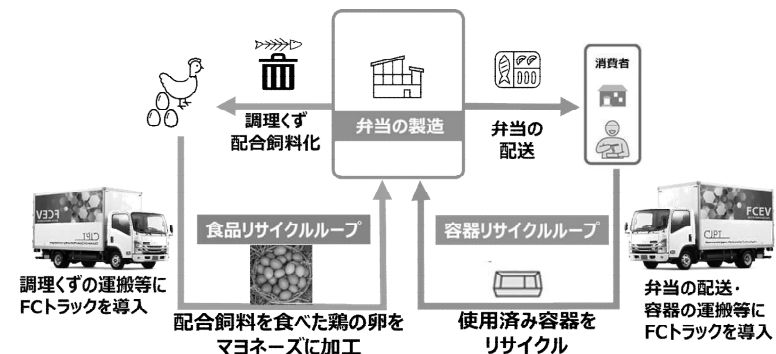 消費者
調理くず
配合飼料化
弁当の製造
弁当の
配送
FCEV
CJPT
食品リサイクルループ
容器リサイクルループ
FCEV
CJPT
調理くずの運搬等に
FCトラックを導入
配合飼料を食べた鶏の卵を
マヨネーズに加工
使用済み容器を
リサイクル
弁当の配送・
容器の運搬等に
FCトラックを導入